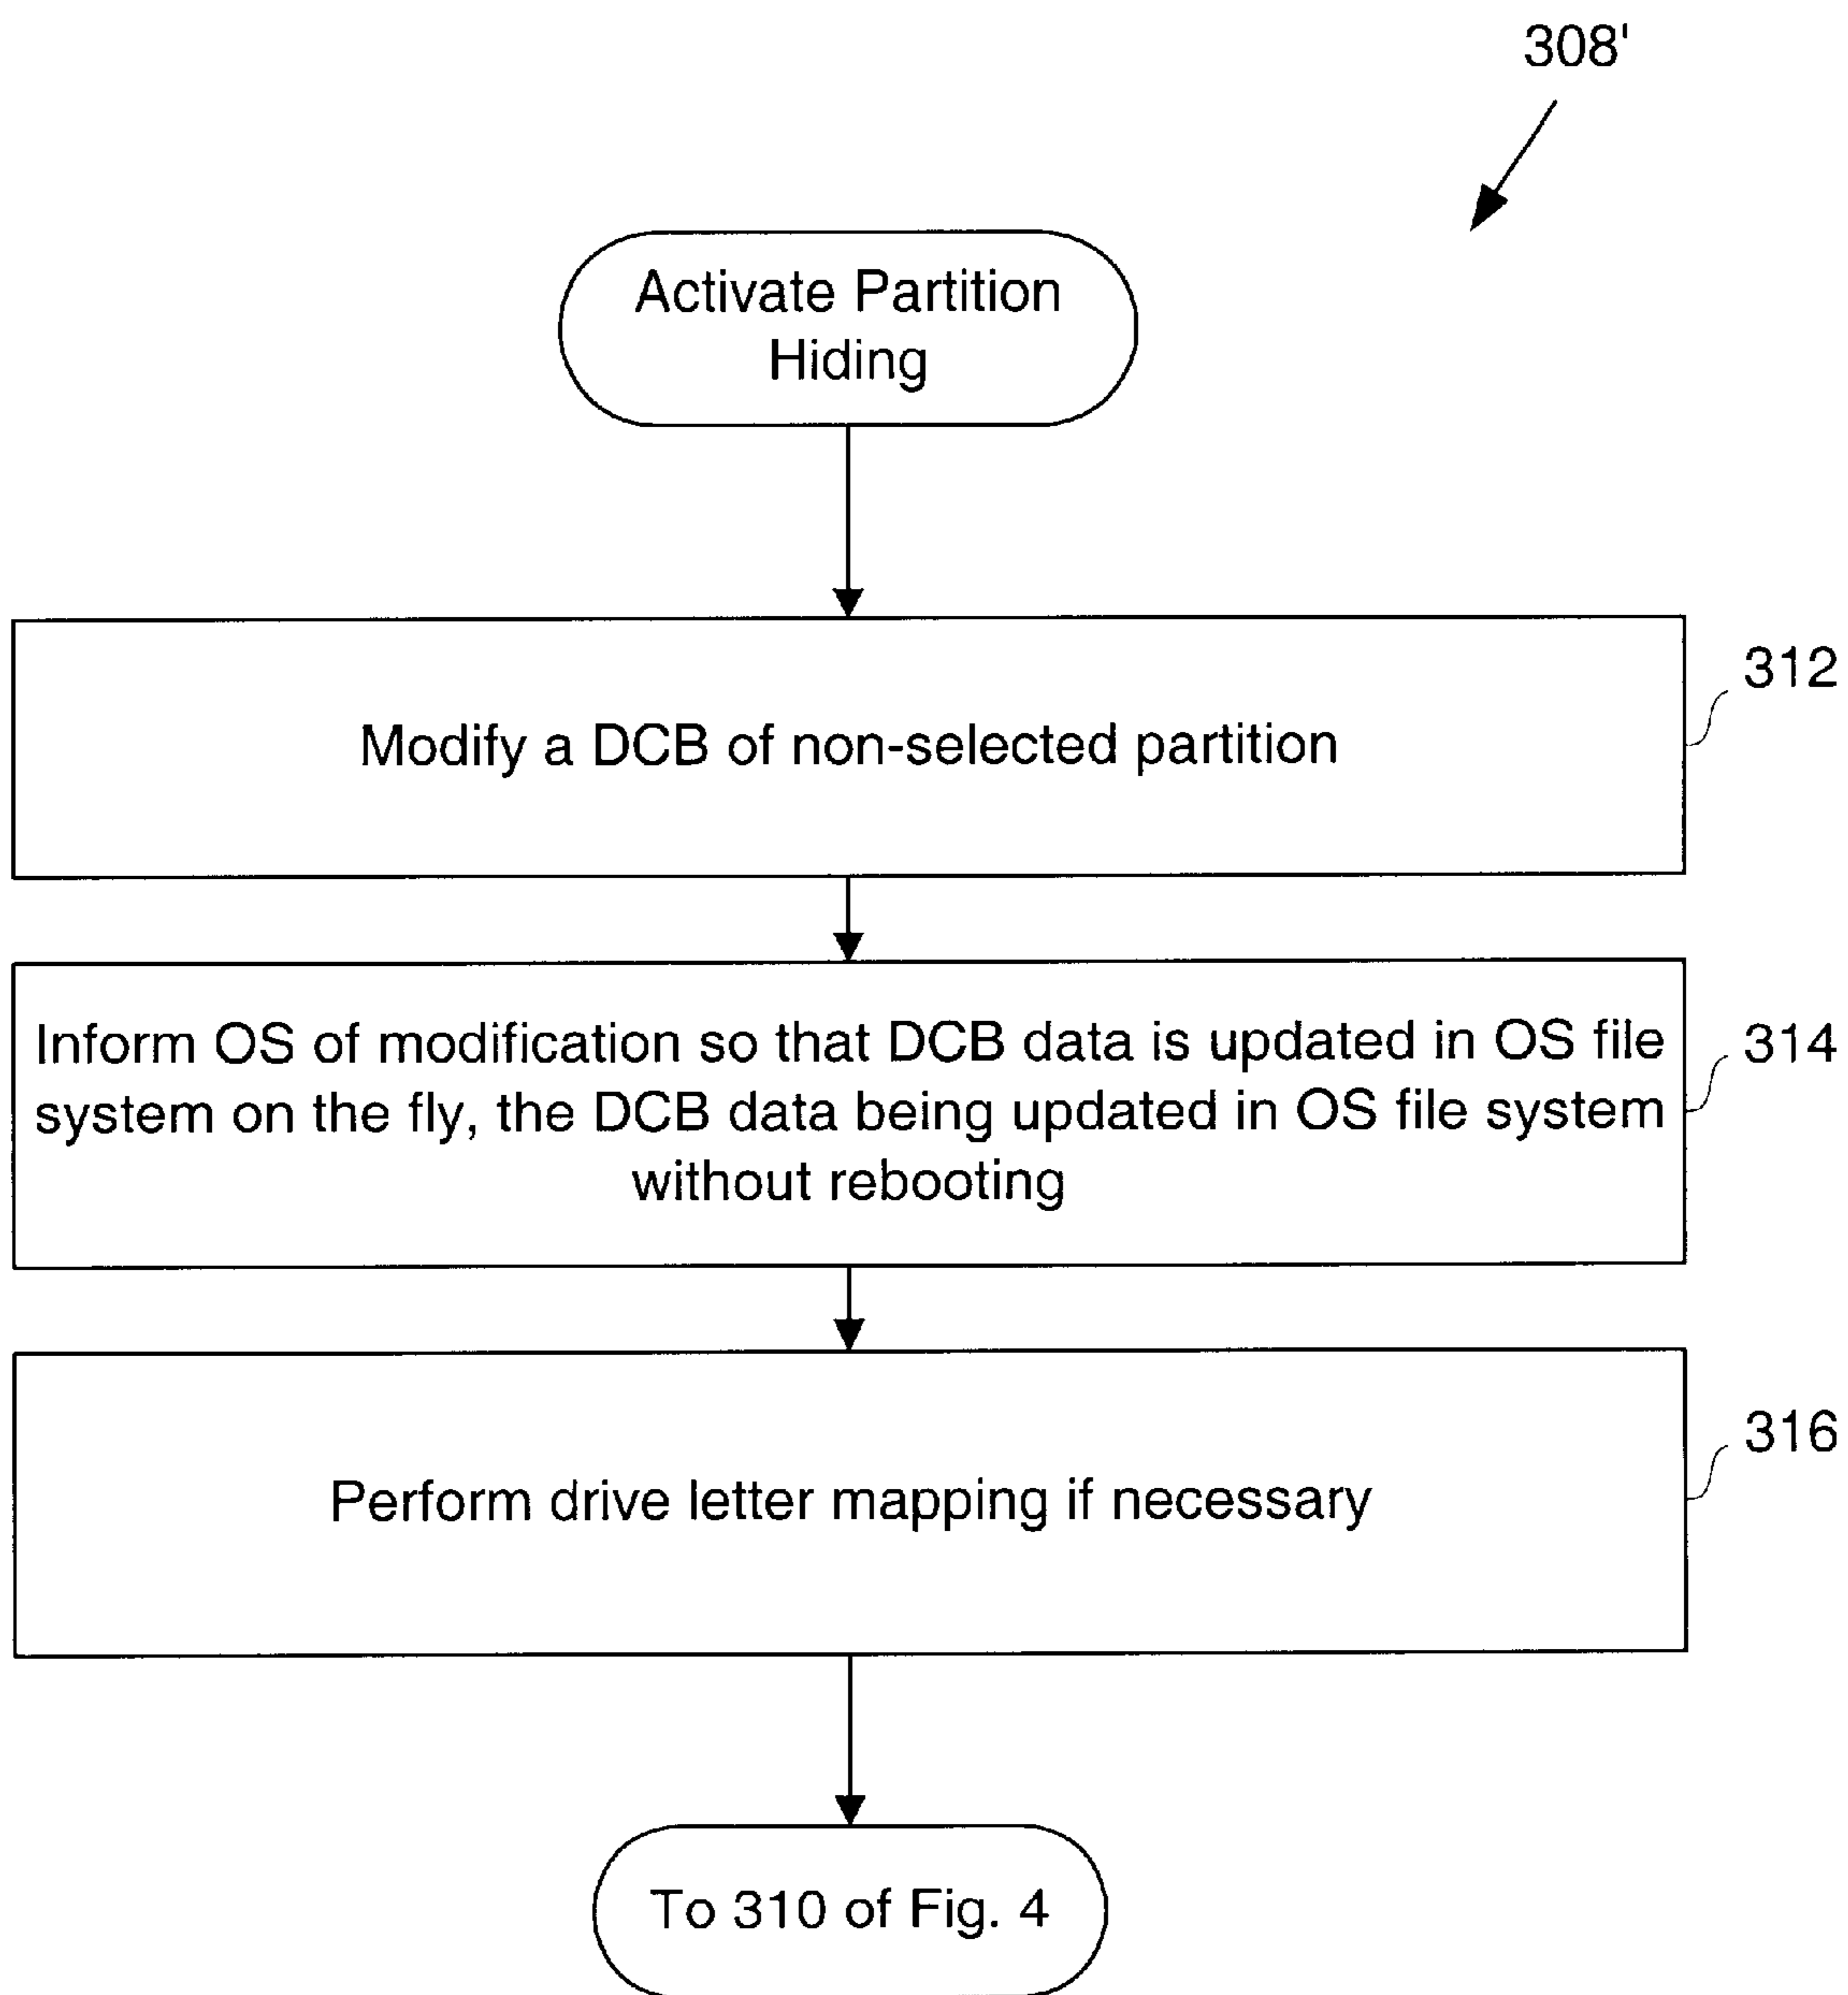 308'
Activate Partition
Hiding
Modify a DCB of non-selected partition
312
Inform OS of modification so that DCB data is updated in OS file
system on the fly, the DCB data being updated in OS file system
without rebooting
314
Perform drive letter mapping if necessary
316
To 310 of Fig. 4